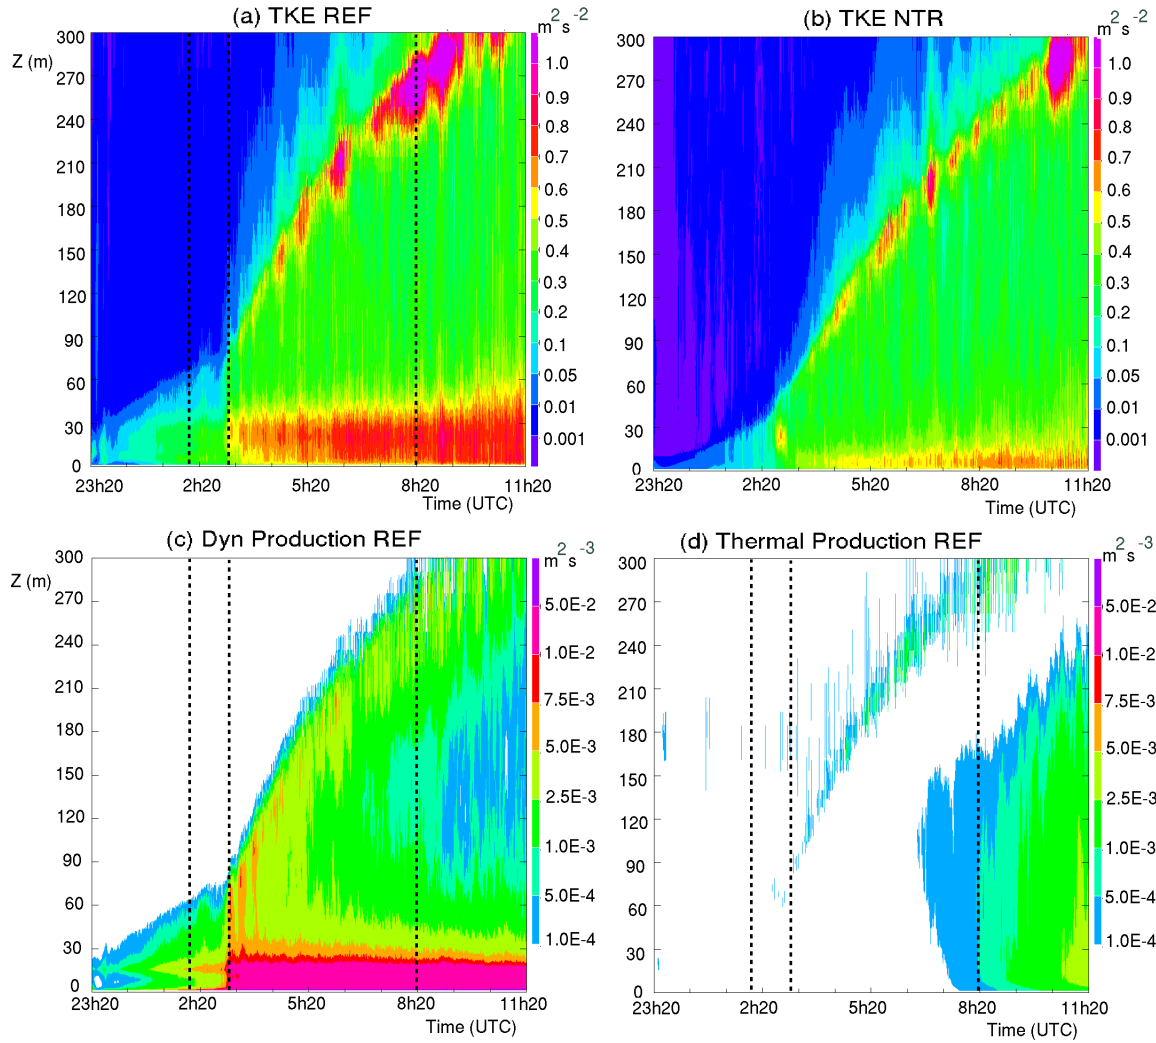 (a) TKE REF
m² s⁻²
Z (m)
300
270
240
210
180
150
120
90
60
30
0
23h20 2h20 5h20 8h20 11h20
Time (UTC)
1.0
0.9
0.8
0.7
0.6
0.5
0.4
0.3
0.2
0.1
0.05
0.01
0.001
(b) TKE NTR
m² s⁻²
300
270
240
210
180
150
120
90
60
30
0
23h20 2h20 5h20 8h20 11h20
Time (UTC)
1.0
0.9
0.8
0.7
0.6
0.5
0.4
0.3
0.2
0.1
0.05
0.01
0.001
(c) Dyn Production REF
m² s⁻³
Z (m)
300
270
240
210
180
150
120
90
60
30
0
23h20 2h20 5h20 8h20 11h20
Time (UTC)
5.0E-2
1.0E-2
7.5E-3
5.0E-3
2.5E-3
1.0E-3
5.0E-4
1.0E-4
(d) Thermal Production REF
m² s⁻³
300
270
240
210
180
150
120
90
60
30
0
23h20 2h20 5h20 8h20 11h20
Time (UTC)
5.0E-2
1.0E-2
7.5E-3
5.0E-3
2.5E-3
1.0E-3
5.0E-4
1.0E-4